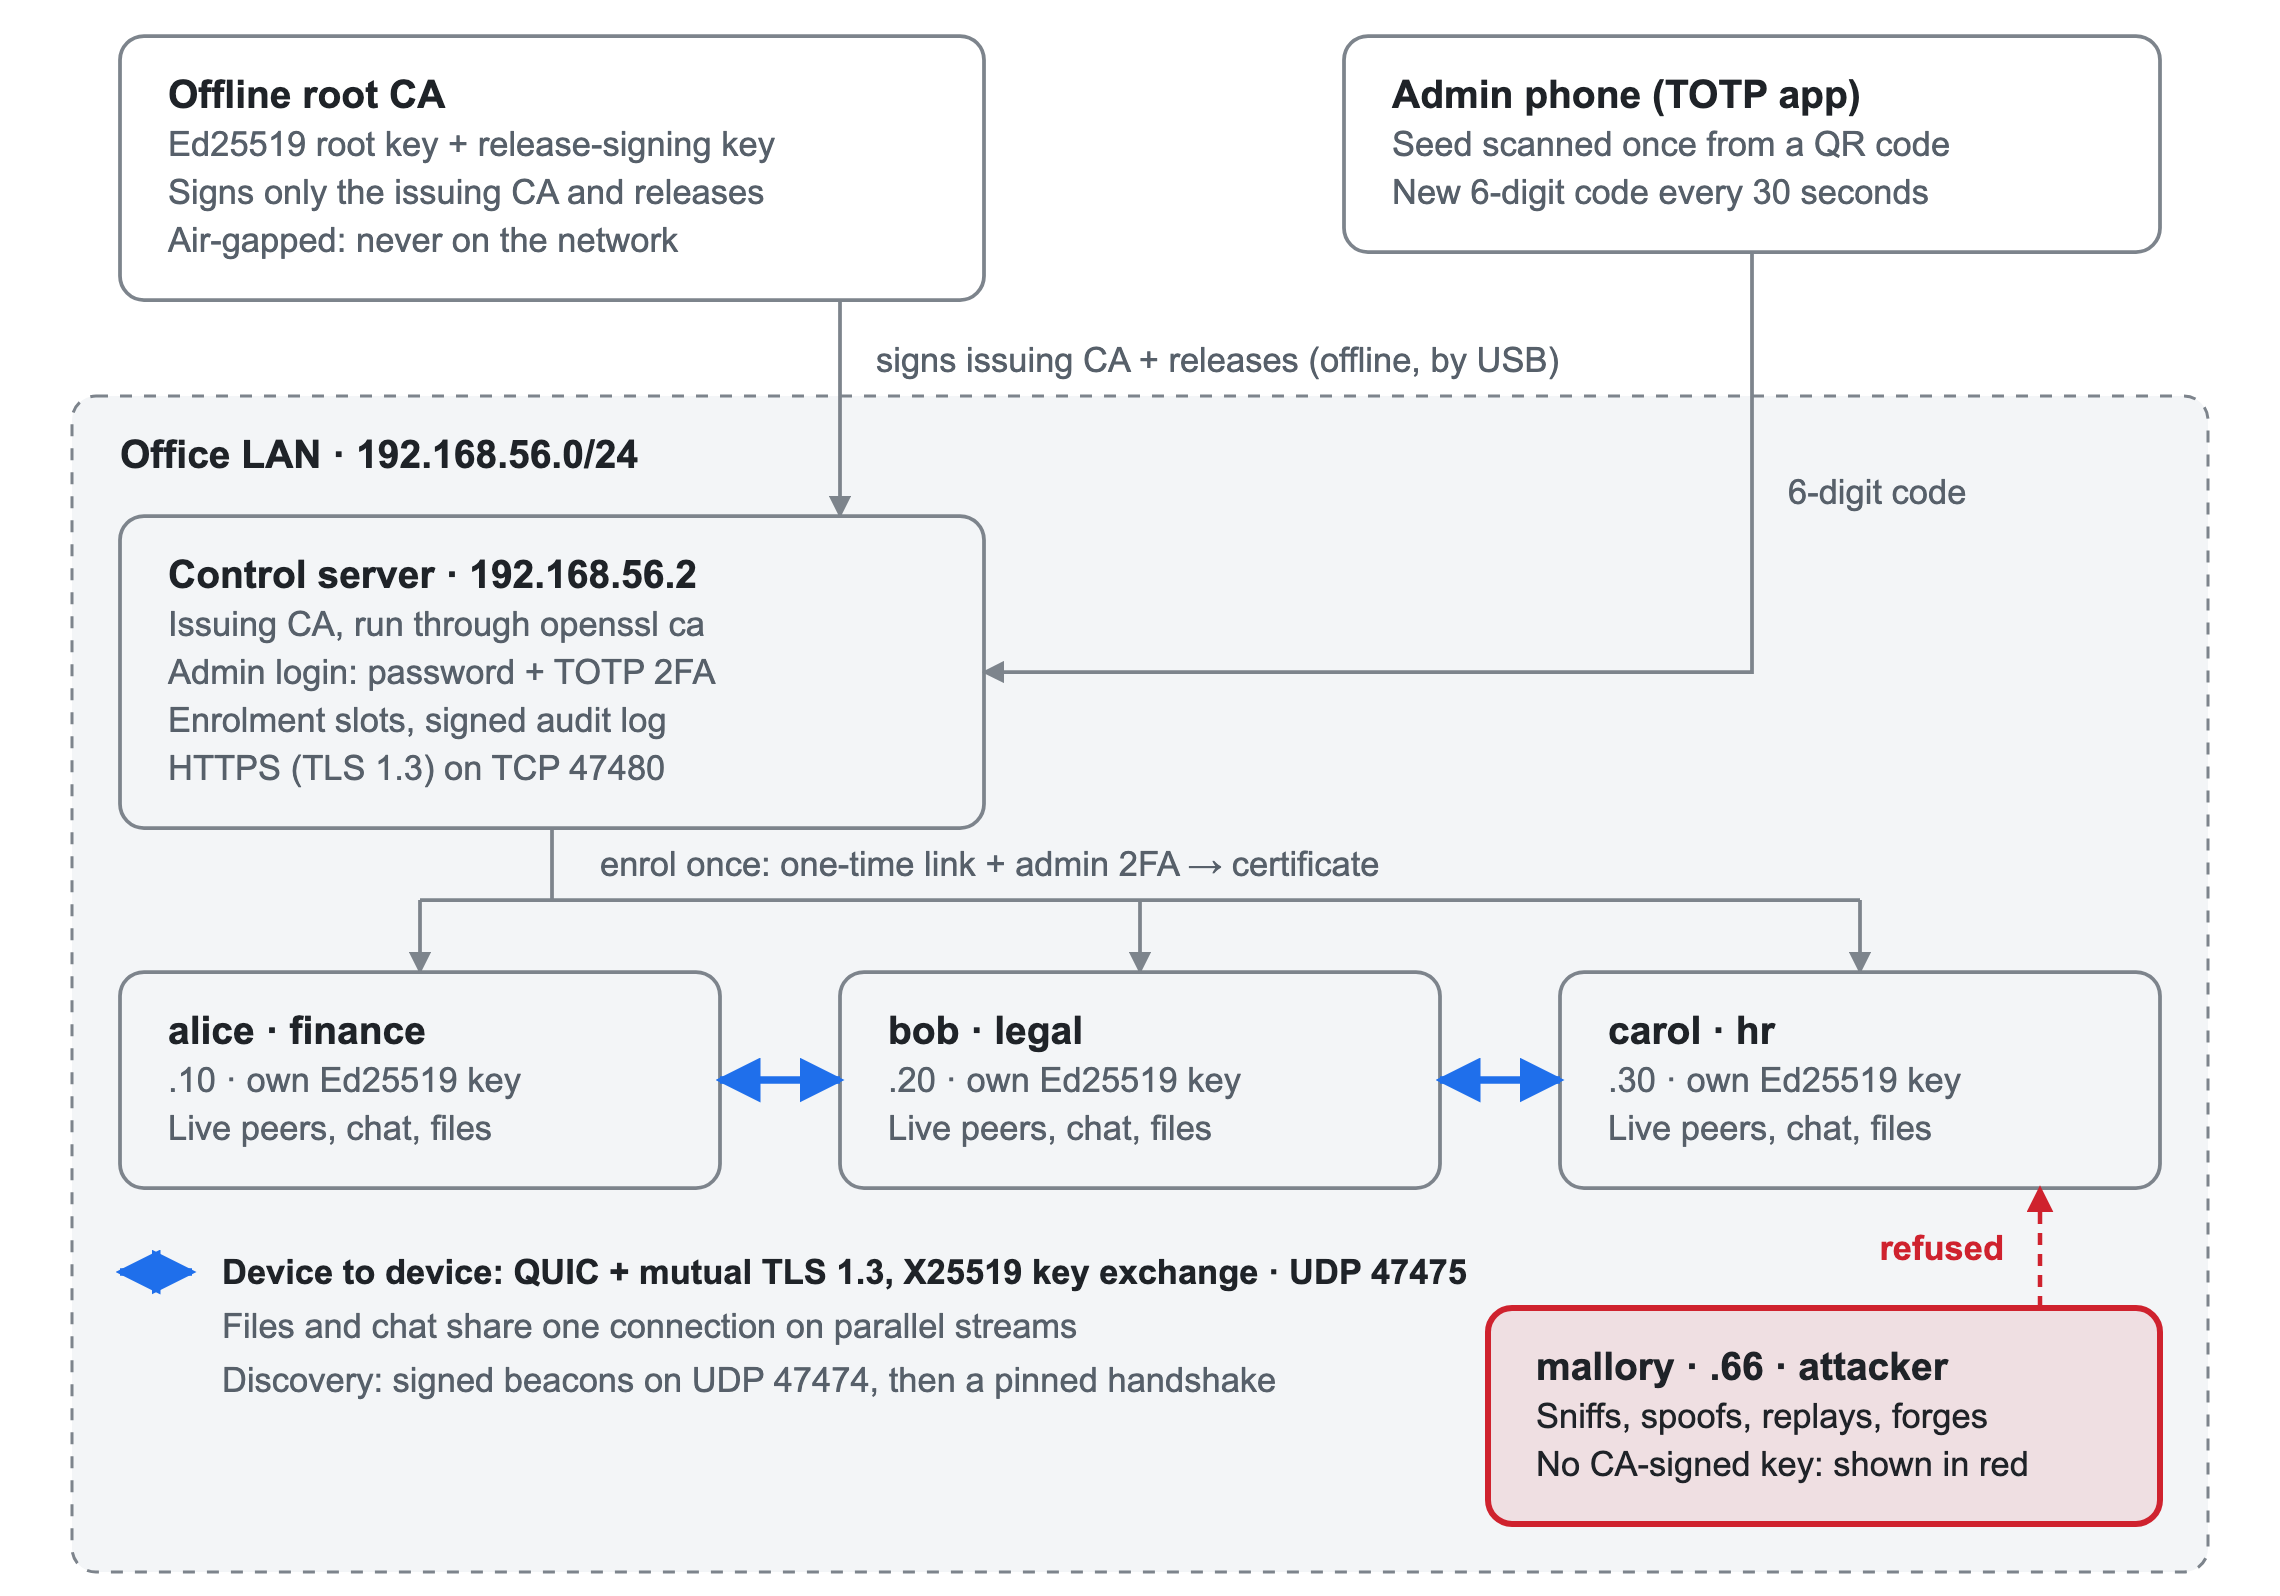 Offline root CA
Ed25519 root key + release-signing key
Signs only the issuing CA and releases
Air-gapped: never on the network
Admin phone (TOTP app)
Seed scanned once from a QR code
New 6-digit code every 30 seconds
signs issuing CA + releases (offline, by USB)
Office LAN · 192.168.56.0/24
6-digit code
Control server · 192.168.56.2
Issuing CA, run through openssl ca
Admin login: password + TOTP 2FA
Enrolment slots, signed audit log
HTTPS (TLS 1.3) on TCP 47480
enrol once: one-time link + admin 2FA → certificate
alice · finance
.10 · own Ed25519 key
Live peers, chat, files
bob · legal
.20 · own Ed25519 key
Live peers, chat, files
carol · hr
.30 · own Ed25519 key
Live peers, chat, files
refused
Device to device: QUIC + mutual TLS 1.3, X25519 key exchange · UDP 47475
Files and chat share one connection on parallel streams
Discovery: signed beacons on UDP 47474, then a pinned handshake
mallory · .66 · attacker
Sniffs, spoofs, replays, forges
No CA-signed key: shown in red